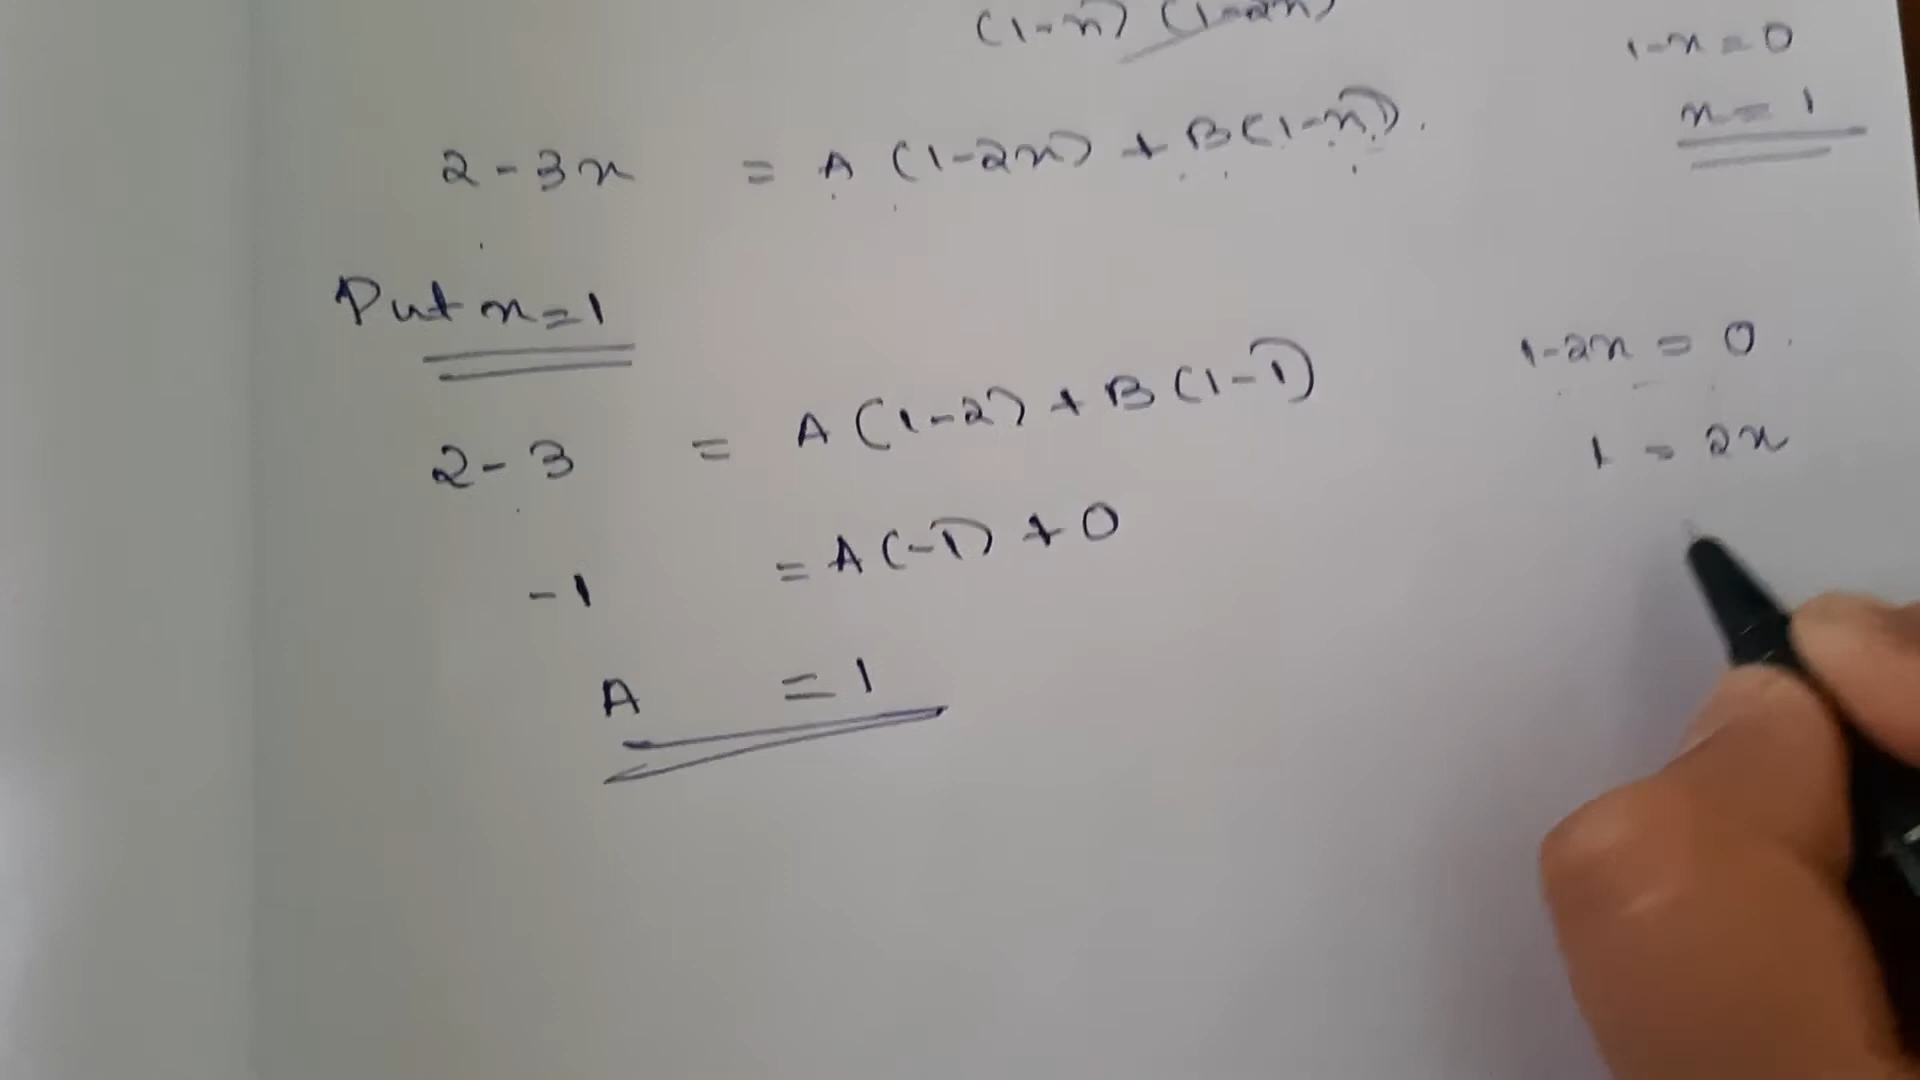 (1-x) (1-2x)
1-x=0
x=1
2-3x = A(1-2x) + B(1-x).
Put x=1
2-3 = A(1-2) + B(1-1)
-1 = A(-1) + 0
A = 1
1-2x = 0.
1 = 2x